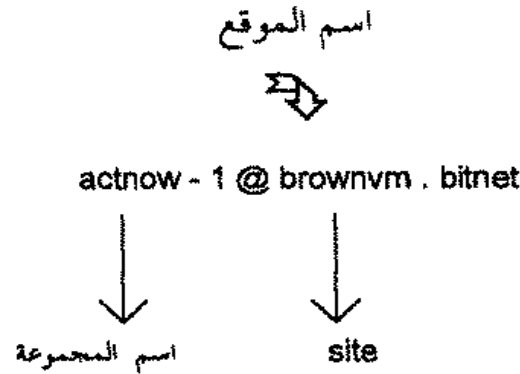 اسم الموقع
actnow - 1 @ brownvm . bitnet
اسم المجموعة site